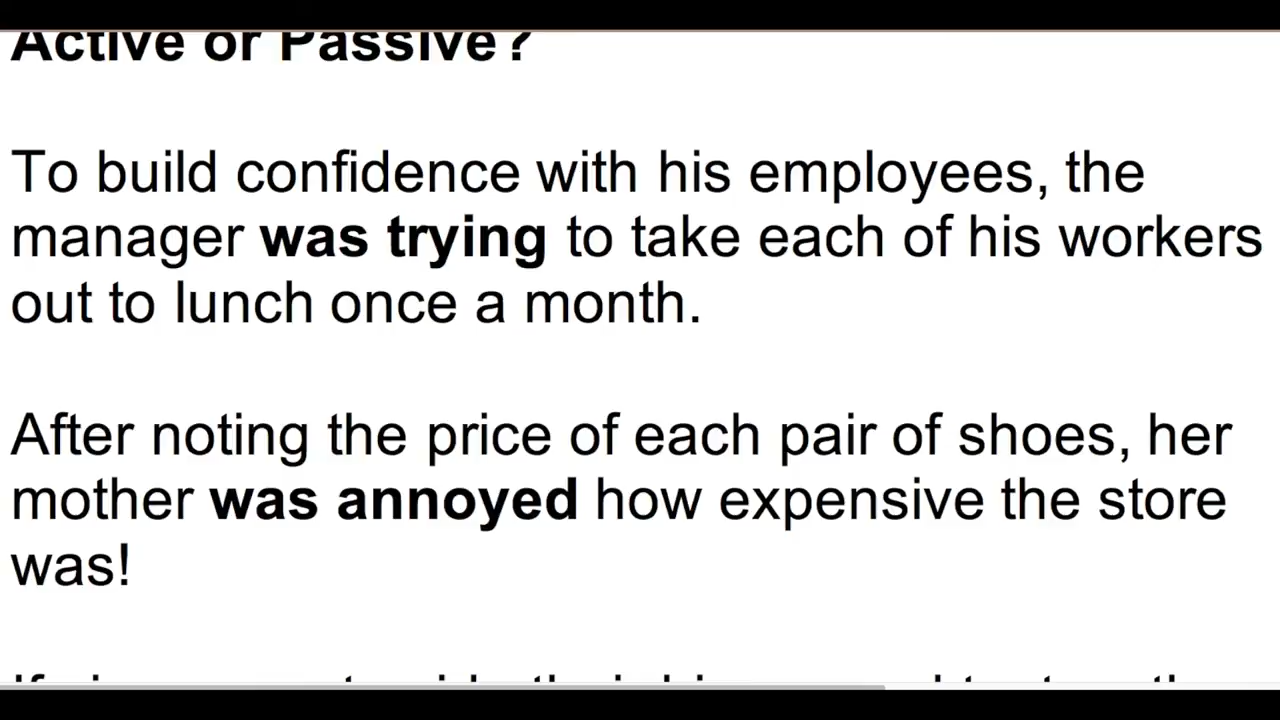 Active or Passive?
To build confidence with his employees, the
manager was trying to take each of his workers
out to lunch once a month.
After noting the price of each pair of shoes, her
mother was annoyed how expensive the store
was!